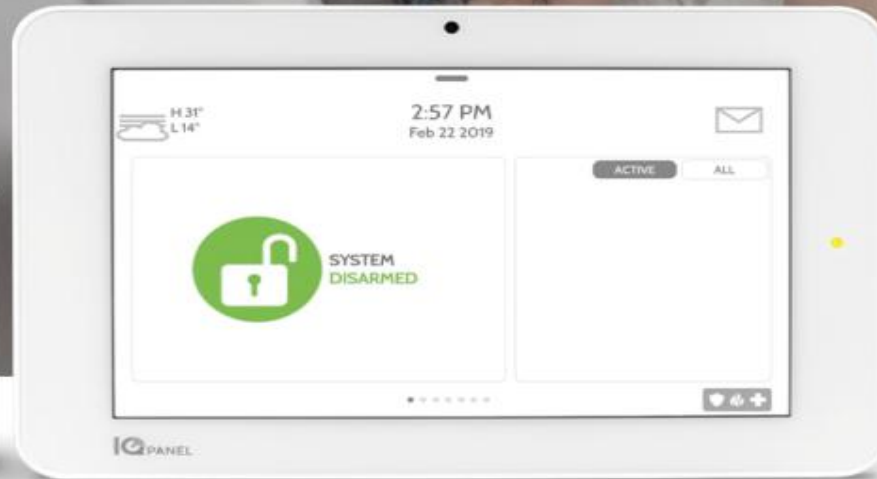 H 31°
L 14°
2:57 PM
Feb 22 2019
ACTIVE
ALL
SYSTEM
DISARMED
IQ PANEL